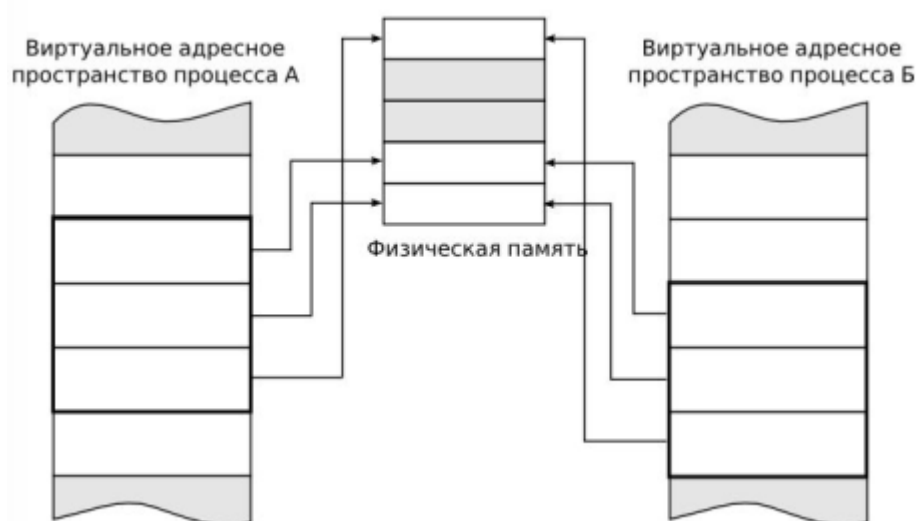 Виртуальное адресное
пространство процесса А
Виртуальное адресное
пространство процесса Б
Физическая память